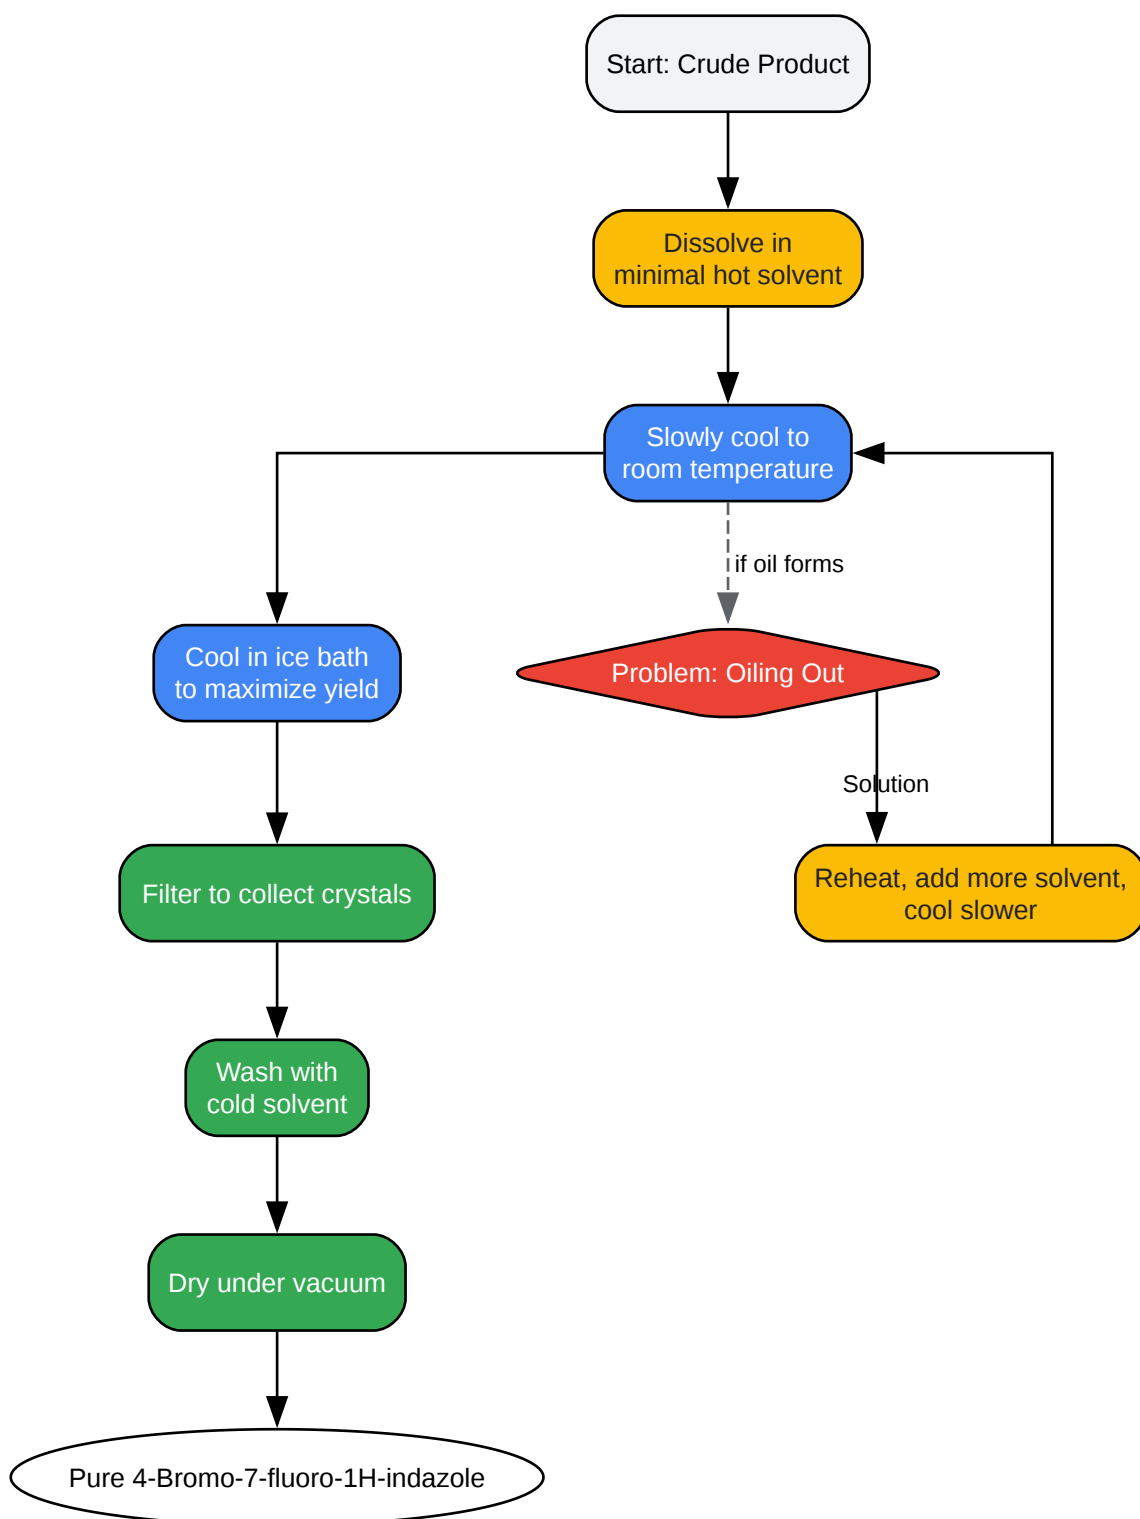 Start: Crude Product
Dissolve in
minimal hot solvent
Slowly cool to
room temperature
if oil forms
Cool in ice bath
to maximize yield
Problem: Oiling Out
Solution
Filter to collect crystals
Reheat, add more solvent,
cool slower
Wash with
cold solvent
Dry under vacuum
Pure 4-Bromo-7-fluoro-1H-indazole